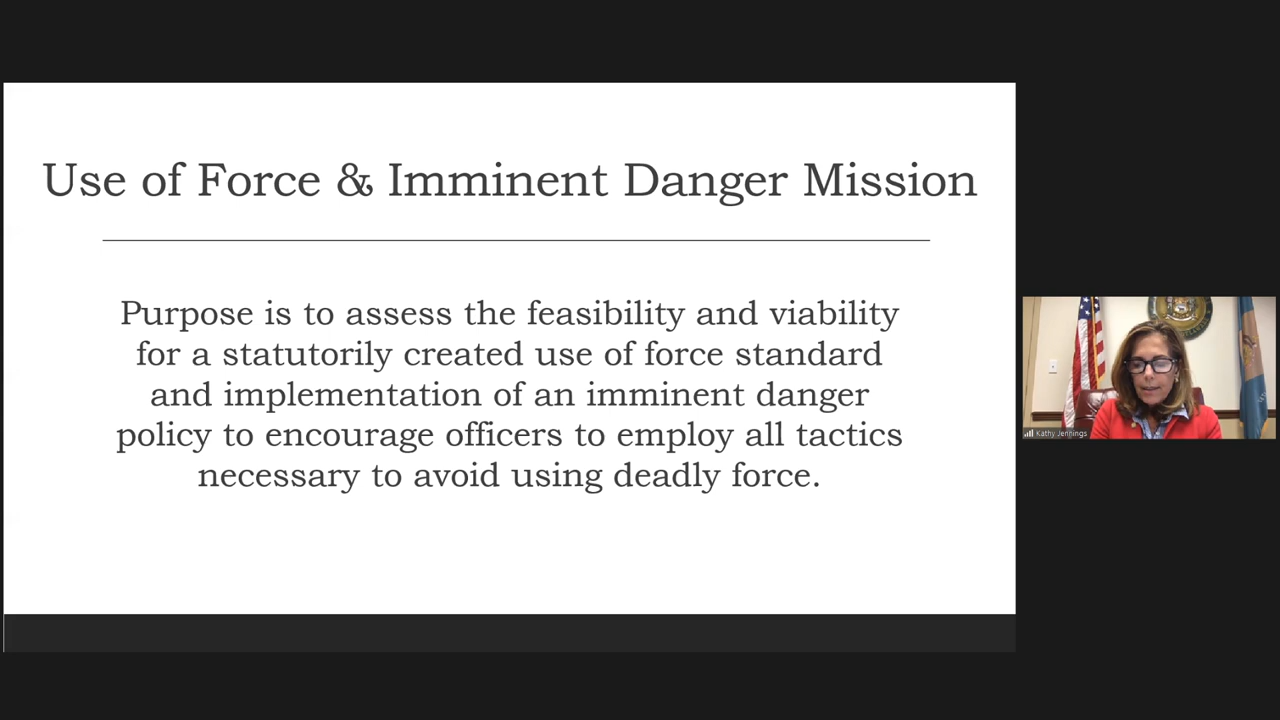 Use of Force & Imminent Danger Mission
Purpose is to assess the feasibility and viability
for a statutorily created use of force standard
and implementation of an imminent danger
policy to encourage officers to employ all tactics
necessary to avoid using deadly force.
Kathy Jennings